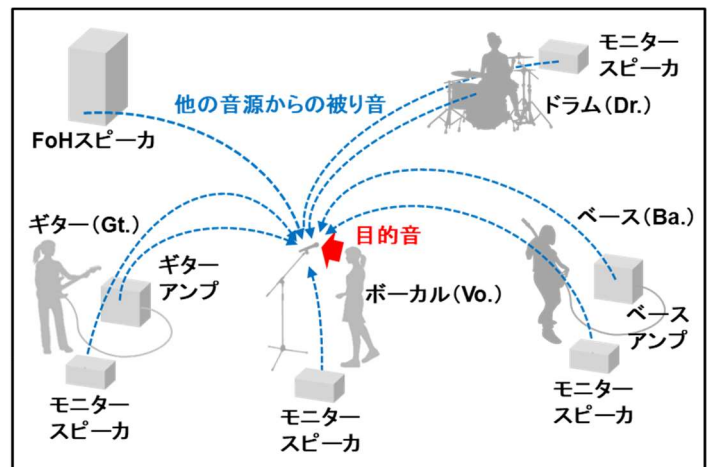 モニター
スピーカ
ドラム（Dr.）
他の音源からの被り音
FoHスピーカ
ギター（Gt.）
ギター
アンプ
目的音
ボーカル（Vo.）
ベース（Ba.）
ベース
アンプ
モニター
スピーカ
モニター
スピーカ
モニター
スピーカ